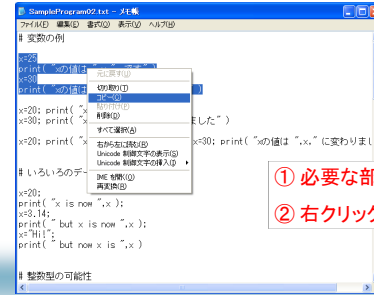 SampleProgram02.txt - メモ帳
ファイル(F) 編集(E) 書式(O) 表示(V) ヘルプ(H)
# 変数の例
x=25
print( "xの値は
x=30
print( "xの値は )
元に戻す(U)
切り取り(T)
コピー(C)
貼り付け(P)
削除(D)
すべて選択(A)
右から左に読む(R)
Unicode 制御文字の表示(S)
Unicode 制御文字の挿入(I)
IME を開く(O)
再変換(R)
x=20; print( "x
x=30; print( "x ました" )
x=20; print( "x x=30; print( "xの値は ",x," に変わりまし
# いろいろのデー
x=20;
print( "x is now ",x );
x=3.14;
print( " but x is now ",x );
x="Hi!";
print( " but now x is ",x )
# 整数型の可能性
① 必要な部
② 右クリック